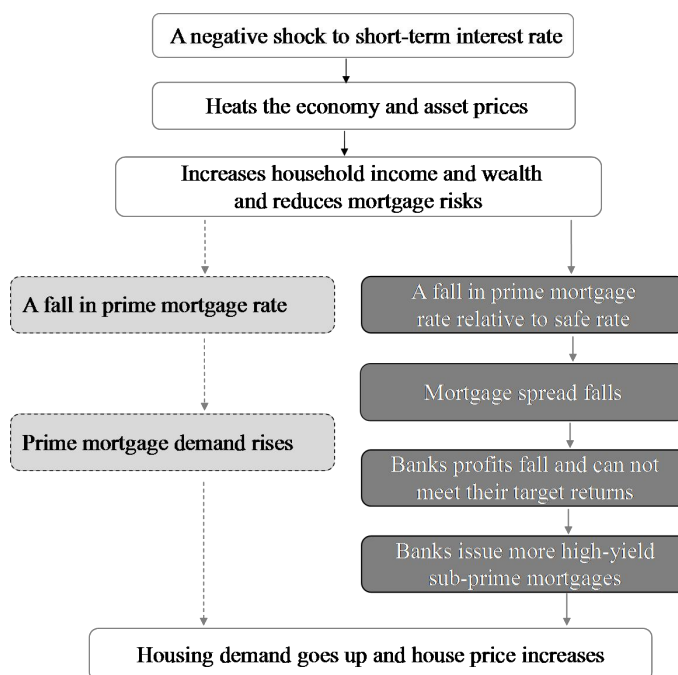 A negative shock to short-term interest rate
Heats the economy and asset prices
Increases household income and wealth
and reduces mortgage risks
A fall in prime mortgage rate
Prime mortgage demand rises
A fall in prime mortgage
rate relative to safe rate
Mortgage spread falls
Banks profits fall and can not
meet their target returns
Banks issue more high-yield
sub-prime mortgages
Housing demand goes up and house price increases